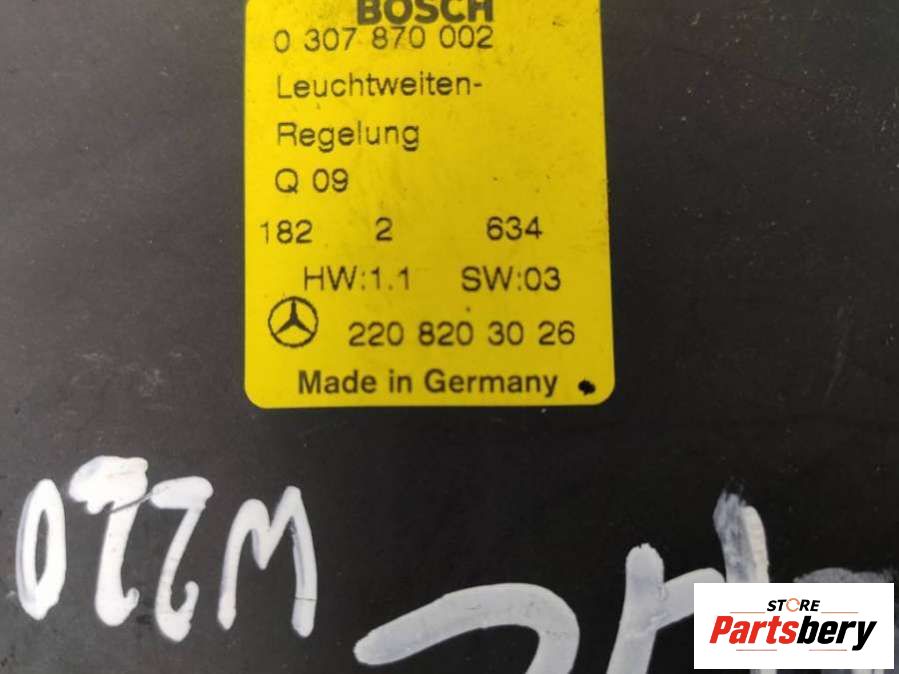 BOSCH
0 307 870 002
Leuchtweiten-
Regelung
Q 09
182 2 634
HW:1.1 SW:03
220 820 30 26
Made in Germany
W220
STORE
Partsbery